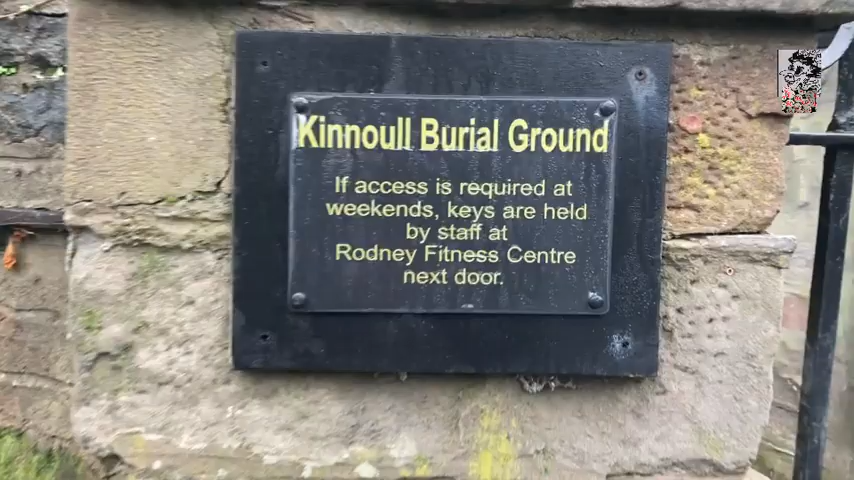 Kinnoull Burial Ground
If access is required at
weekends, keys are held
by staff at
Rodney Fitness Centre
next door.